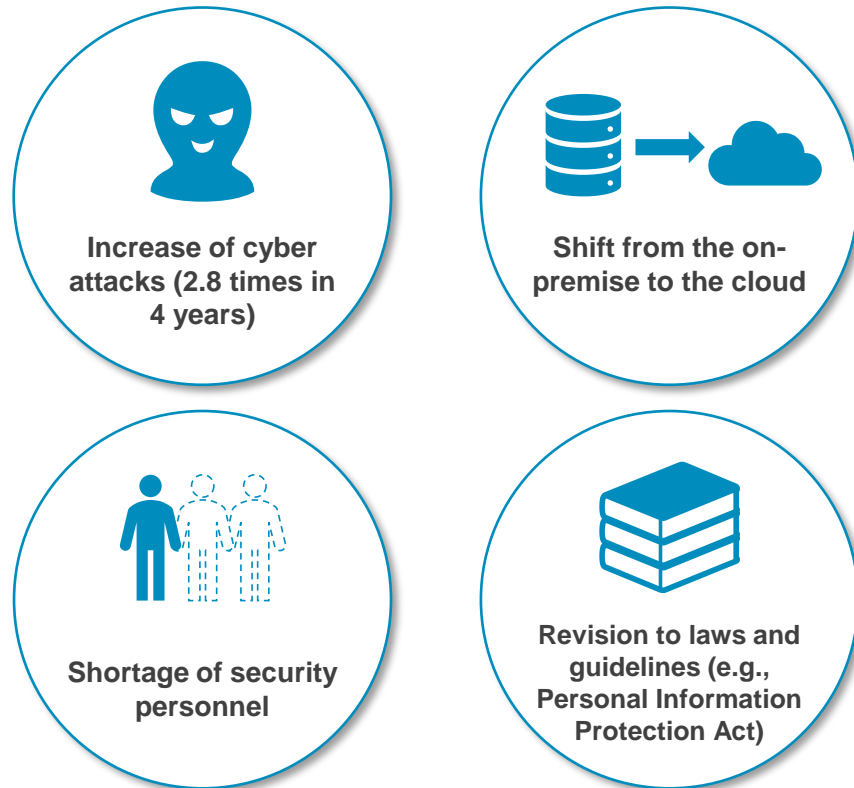 Increase of cyber
attacks (2.8 times in
4 years)
Shift from the on-
premise to the cloud
Shortage of security
personnel
Revision to laws and
guidelines (e.g.,
Personal Information
Protection Act)